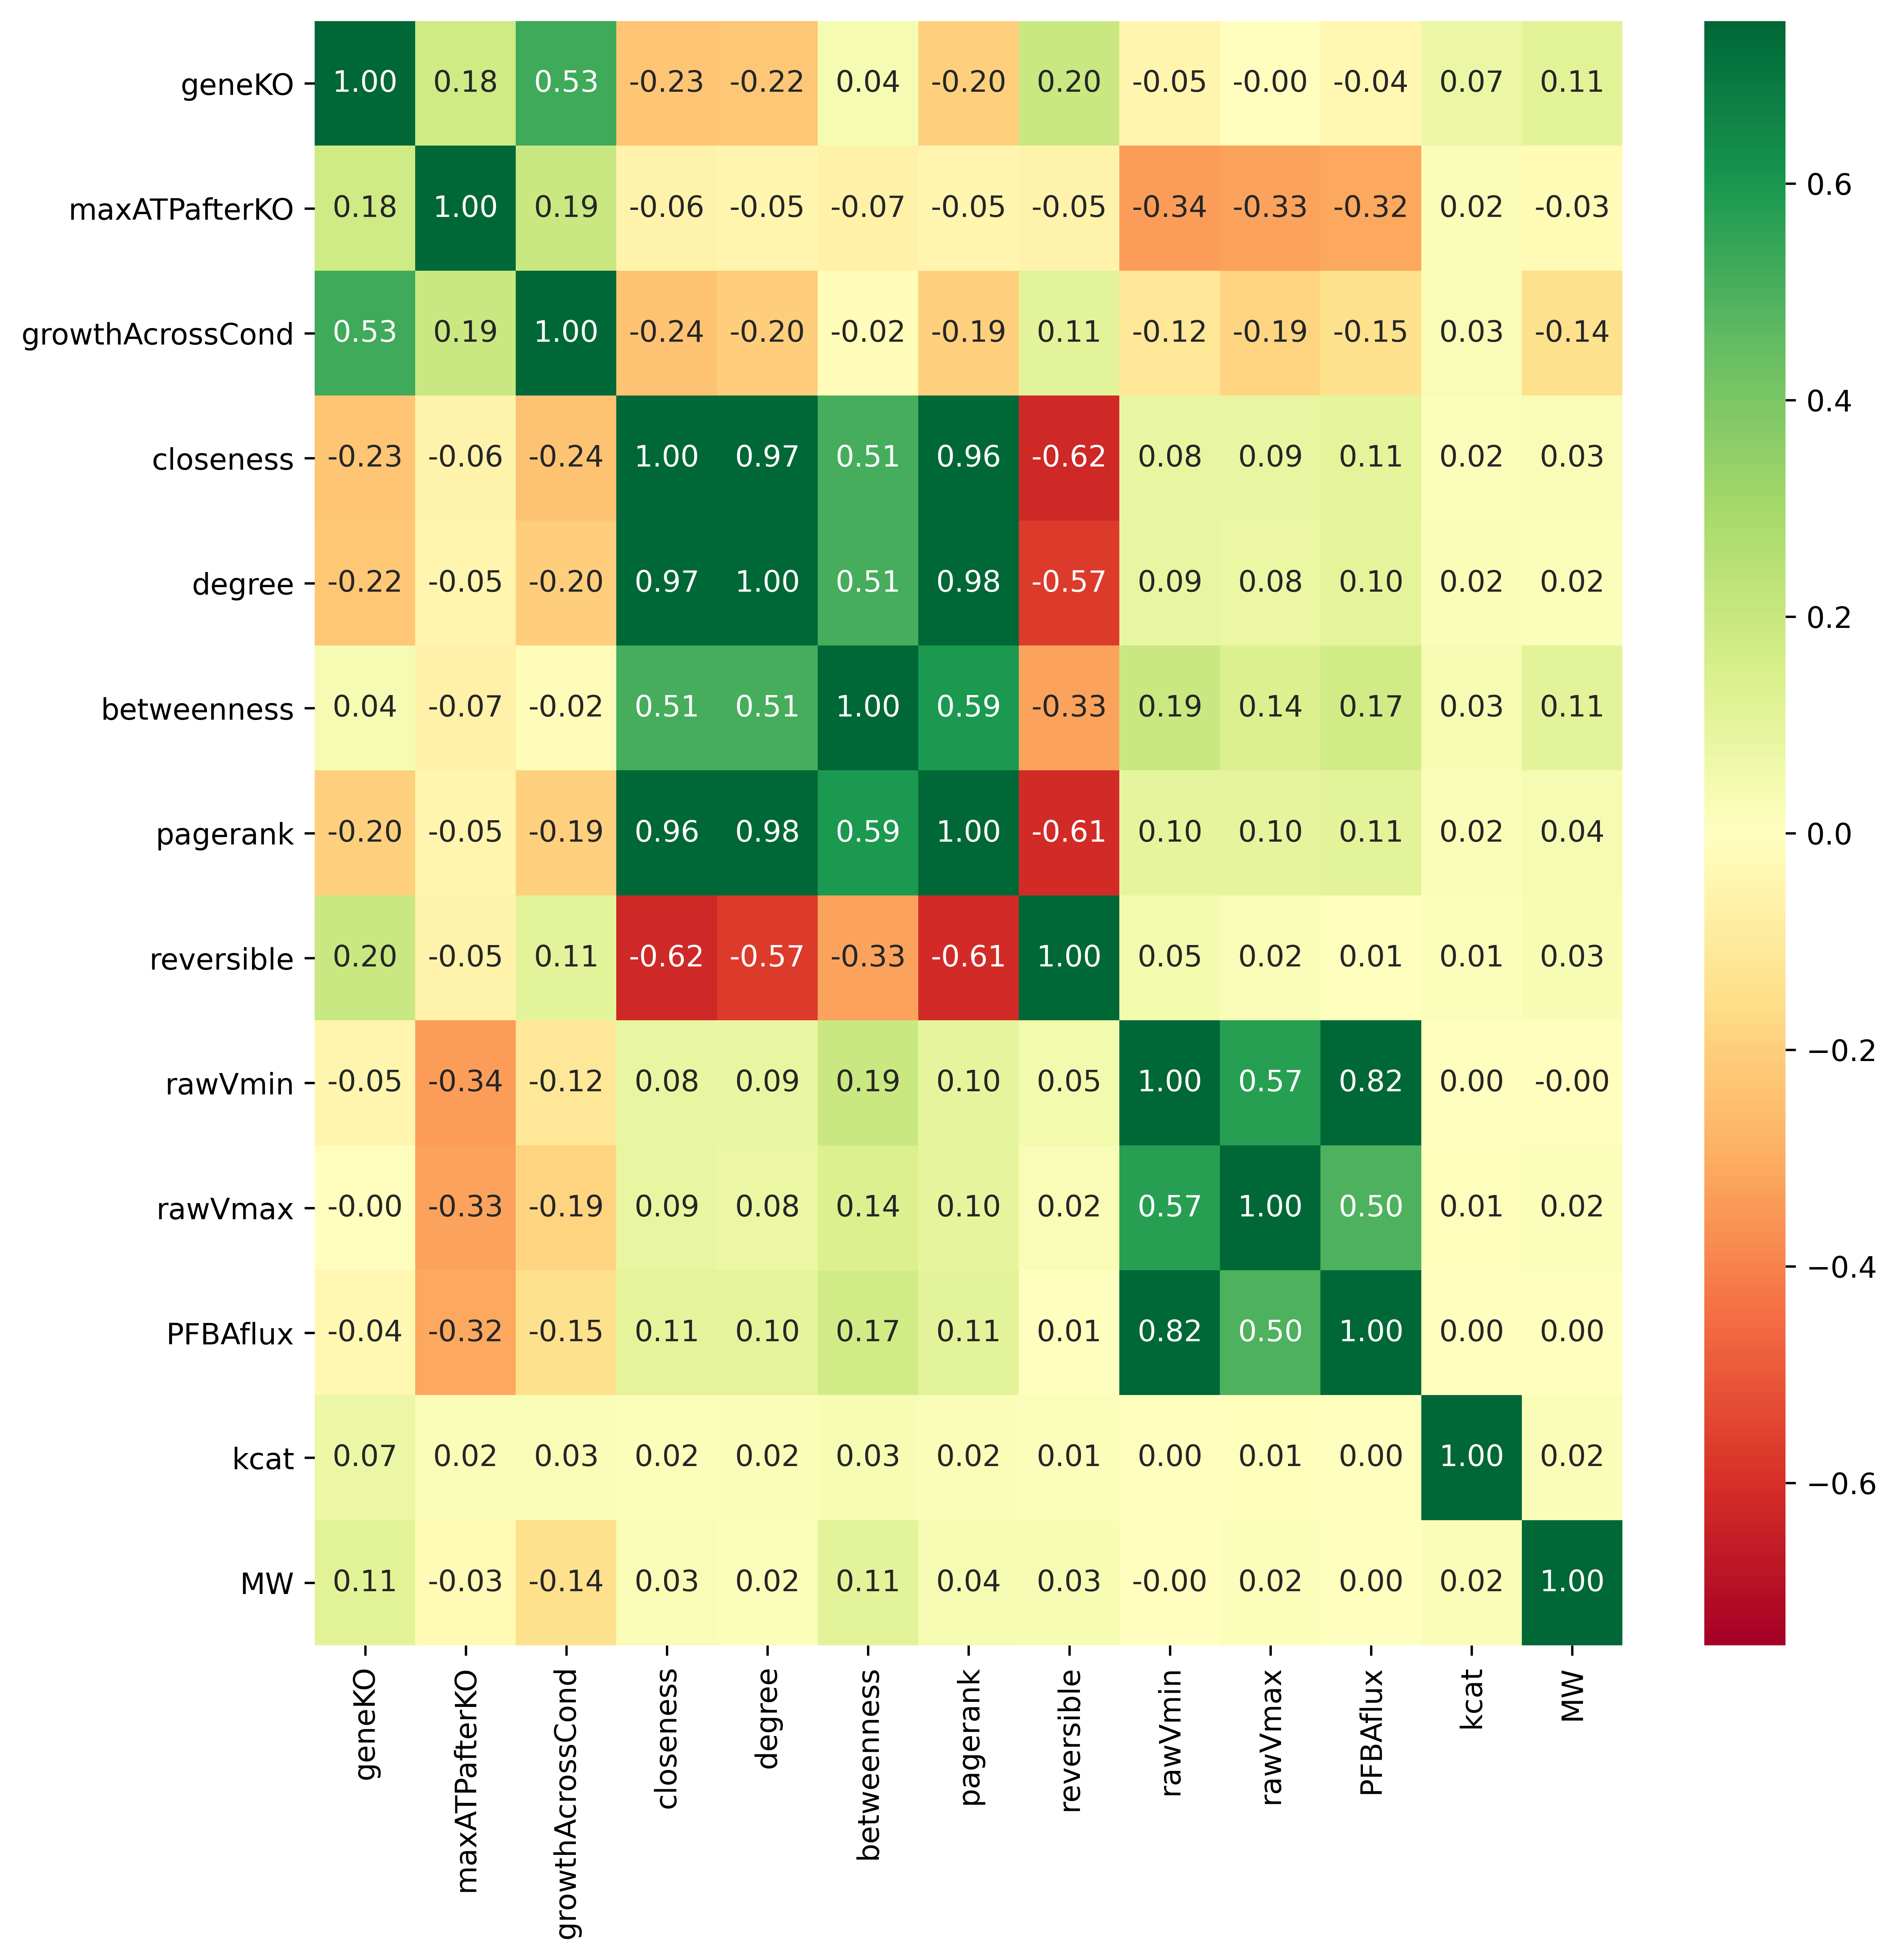 geneKO 1.00 0.18 0.53 -0.23 -0.22 0.04 -0.20 0.20 -0.05 -0.00 -0.04 0.07 0.11
maxATPafterKO 0.18 1.00 0.19 -0.06 -0.05 -0.07 -0.05 -0.05 -0.34 -0.33 -0.32 0.02 -0.03
growthAcrossCond 0.53 0.19 1.00 -0.24 -0.20 -0.02 -0.19 0.11 -0.12 -0.19 -0.15 0.03 -0.14
closeness -0.23 -0.06 -0.24 1.00 0.97 0.51 0.96 -0.62 0.08 0.09 0.11 0.02 0.03
degree -0.22 -0.05 -0.20 0.97 1.00 0.51 0.98 -0.57 0.09 0.08 0.10 0.02 0.02
betweenness 0.04 -0.07 -0.02 0.51 0.51 1.00 0.59 -0.33 0.19 0.14 0.17 0.03 0.11
pagerank -0.20 -0.05 -0.19 0.96 0.98 0.59 1.00 -0.61 0.10 0.10 0.11 0.02 0.04
reversible 0.20 -0.05 0.11 -0.62 -0.57 -0.33 -0.61 1.00 0.05 0.02 0.01 0.01 0.03
rawVmin -0.05 -0.34 -0.12 0.08 0.09 0.19 0.10 0.05 1.00 0.57 0.82 0.00 -0.00
rawVmax -0.00 -0.33 -0.19 0.09 0.08 0.14 0.10 0.02 0.57 1.00 0.50 0.01 0.02
PFBAflux -0.04 -0.32 -0.15 0.11 0.10 0.17 0.11 0.01 0.82 0.50 1.00 0.00 0.00
kcat 0.07 0.02 0.03 0.02 0.02 0.03 0.02 0.01 0.00 0.01 0.00 1.00 0.02
MW 0.11 -0.03 -0.14 0.03 0.02 0.11 0.04 0.03 -0.00 0.02 0.00 0.02 1.00
geneKO
maxATPafterKO
growthAcrossCond
closeness
degree
betweenness
pagerank
reversible
rawVmin
rawVmax
PFBAflux
kcat
MW
0.6
0.4
0.2
0.0
−0.2
−0.4
−0.6